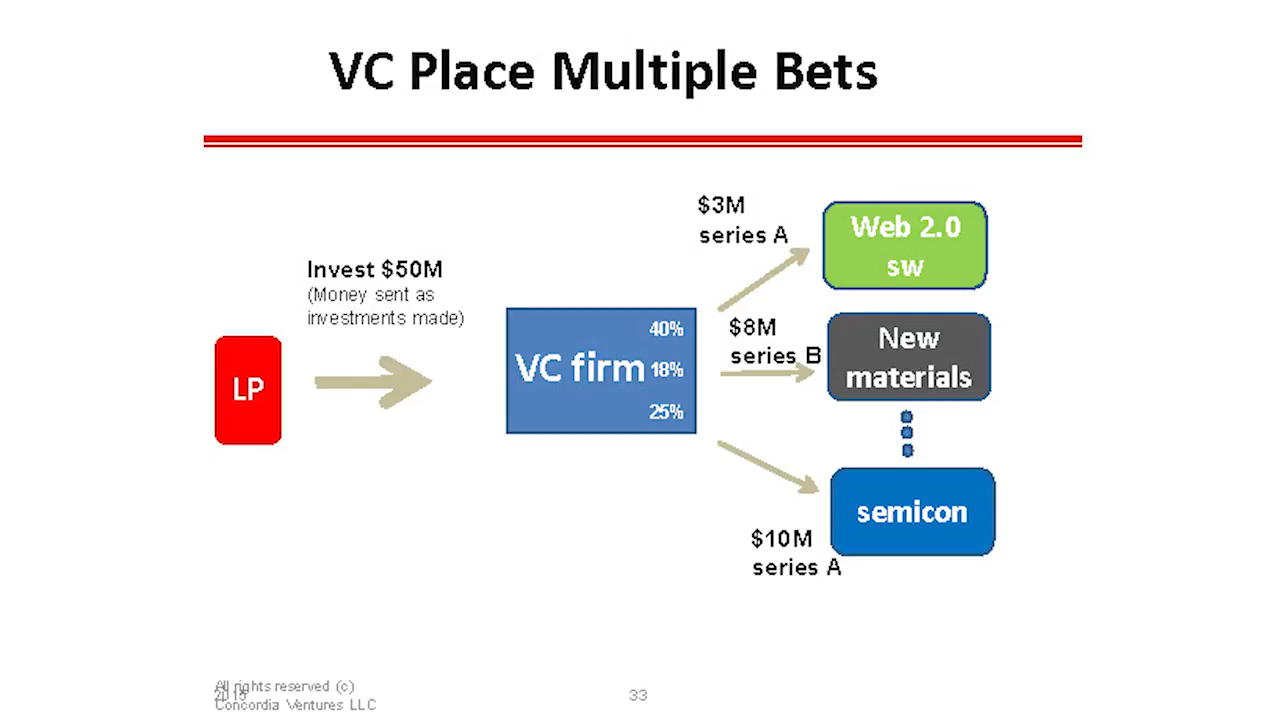 VC Place Multiple Bets
$3M
series A
Web 2.0
sw
Invest $50M
(Money sent as
investments made)
LP
VC firm
40%
18%
25%
$8M
series B
New
materials
semicon
$10M
series A
All rights reserved (c)
Concordia Ventures LLC
33